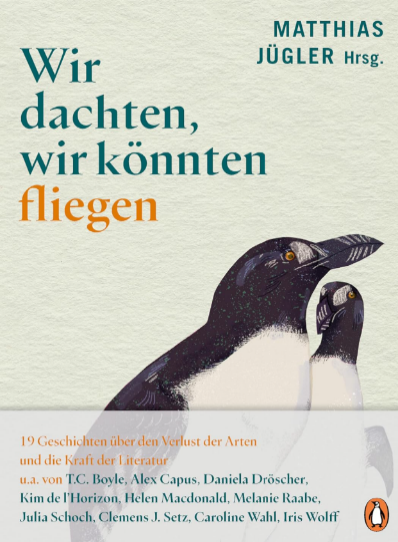 MATTHIAS
JÜGLER Hrsg.
Wir
dachten,
wir könnten
fliegen
19 Geschichten über den Verlust der Arten
und die Kraft der Literatur
u.a. von T.C. Boyle, Alex Capus, Daniela Dröscher,
Kim de l'Horizon, Helen Macdonald, Melanie Raabe,
Julia Schoch, Clemens J. Setz, Caroline Wahl, Iris Wolff